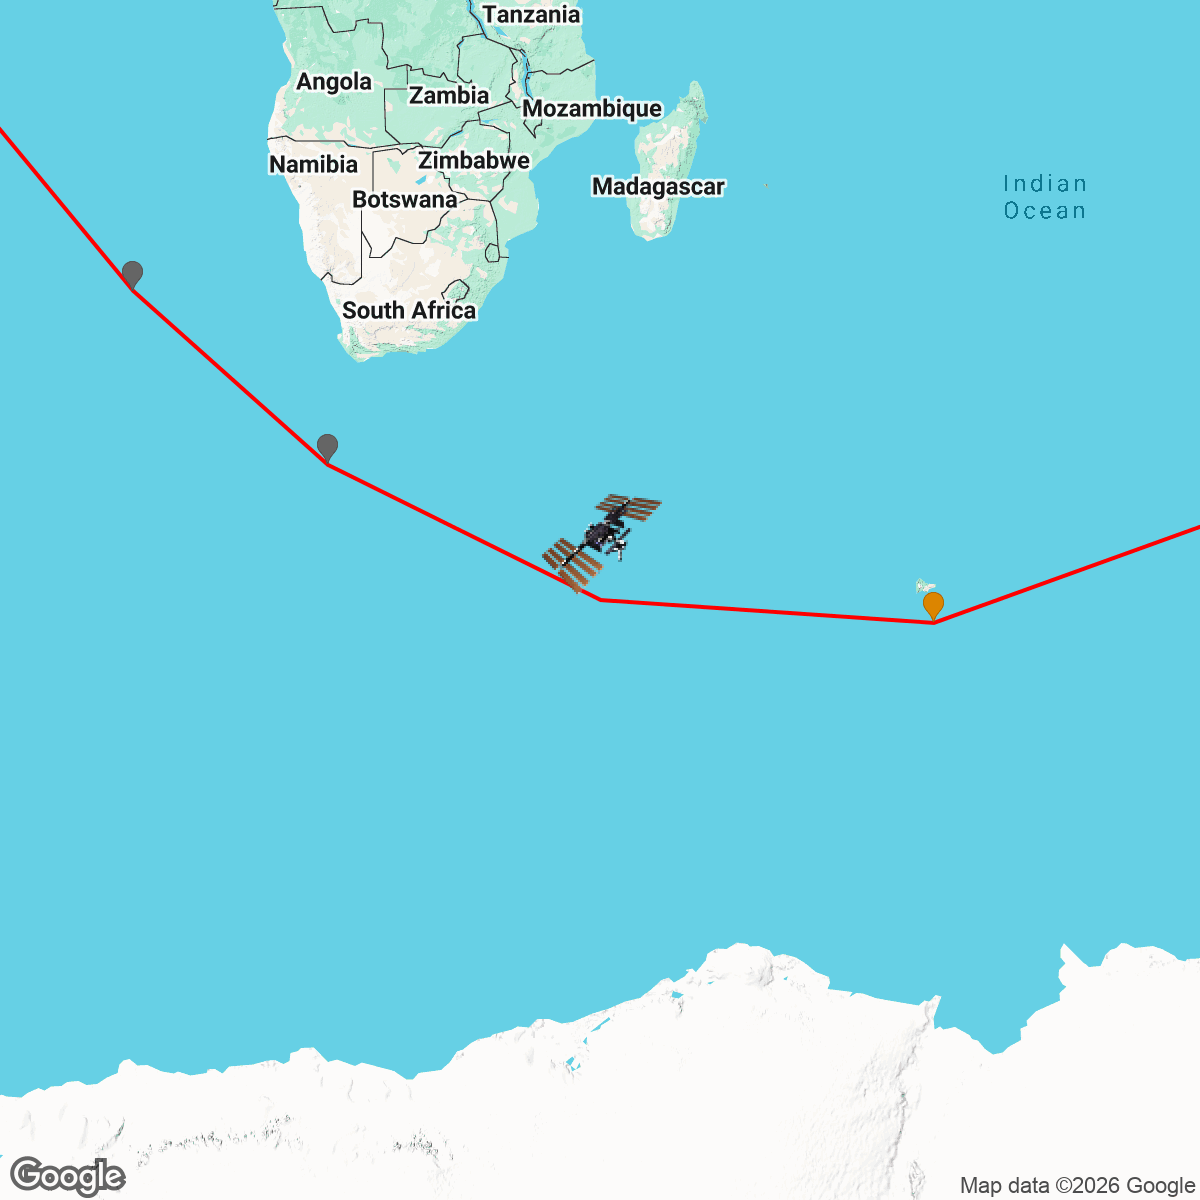 Tanzania
Angola
Zambia
Mozambique
Zimbabwe
Namibia
Madagascar
Botswana
Indian
Ocean
South Africa
Google
Map data ©2026 Google